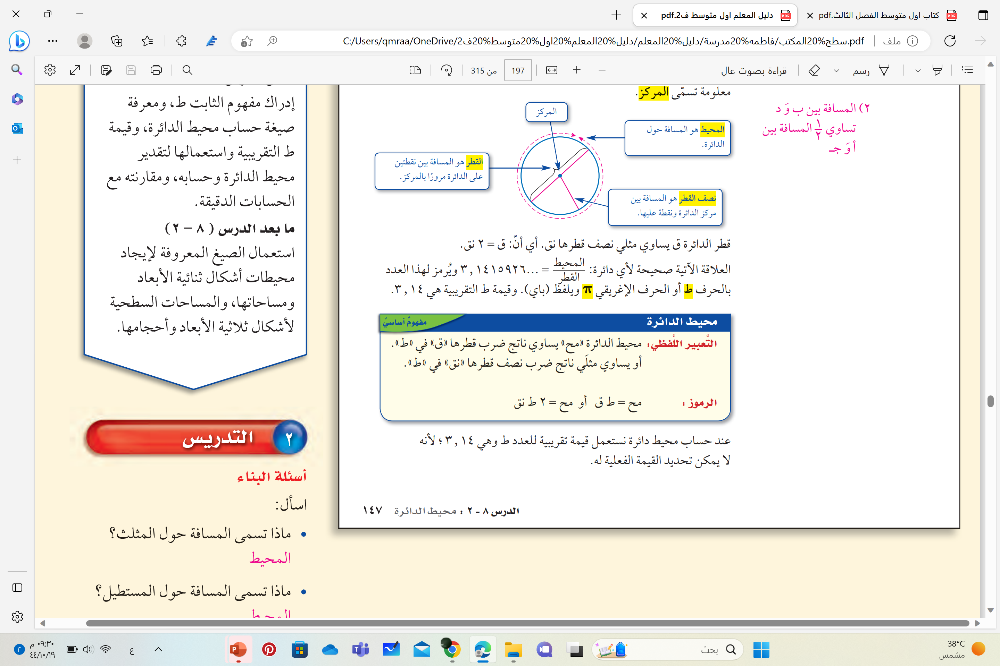 كتاب اول متوسط الفصل الثالث.pdf
دليل المعلم اول متوسط ف2.pdf
ملف
C:/Users/qmraa/OneDrive/سطح%20المكتب/فاطمه%20مدرسة/دليل%20المعلم/دليل%20المعلم%20اول%20متوسط%20ف2.pdf
رسم
قراءة بصوت عالٍ
197
من 315
معلومة تسمّى المركز.
المركز
المحيط هو المسافة حول
الدائرة.
القطر هو المسافة بين نقطتين
على الدائرة مرورًا بالمركز.
نصف القطر هو المسافة بين
مركز الدائرة ونقطة عليها.
٢) المسافة بين ب وَ د
تساوي ١/٢ المسافة بين
أ وَ جـ
قطر الدائرة ق يساوي مثلي نصف قطرها نق. أي أنّ: ق = ٢ نق.
العلاقة الآتية صحيحة لأي دائرة: المحيط/القطر = ...٣,١٤١٥٩٢٦ ويُرمز لهذا العدد
بالحرف ط أو الحرف الإغريقي π ويلفظ (باي). وقيمة ط التقريبية هي ٣,١٤.
محيط الدائرة
مفهومٌ أساسيٌ
التَّعبير اللَّفظي: محيط الدائرة «مح» يساوي ناتج ضرب قطرها «ق» في «ط».
أو يساوي مثلَي ناتج ضرب نصف قطرها «نق» في «ط».
الرموز: مح = ط ق أو مح = ٢ ط نق
عند حساب محيط دائرة نستعمل قيمة تقريبية للعدد ط وهي ٣,١٤؛ لأنه
لا يمكن تحديد القيمة الفعلية له.
الدرس ٨ - ٢ : محيط الدائرة ١٤٧
إدراك مفهوم الثابت ط، ومعرفة
صيغة حساب محيط الدائرة، وقيمة
ط التقريبية واستعمالها لتقدير
محيط الدائرة وحسابه، ومقارنته مع
الحسابات الدقيقة.
ما بعد الدرس (٨ – ٢)
استعمال الصيغ المعروفة لإيجاد
محيطات أشكال ثنائية الأبعاد
ومساحاتها، والمساحات السطحية
لأشكال ثلاثية الأبعاد وأحجامها.
٢ التدريس
أسئلة البناء
اسأل:
• ماذا تسمى المسافة حول المثلث؟
المحيط
• ماذا تسمى المسافة حول المستطيل؟
المحيط
38°C
مشمس
بحث
ع
٠٩:٣٠ م
٤٤/١٠/١٩
٣